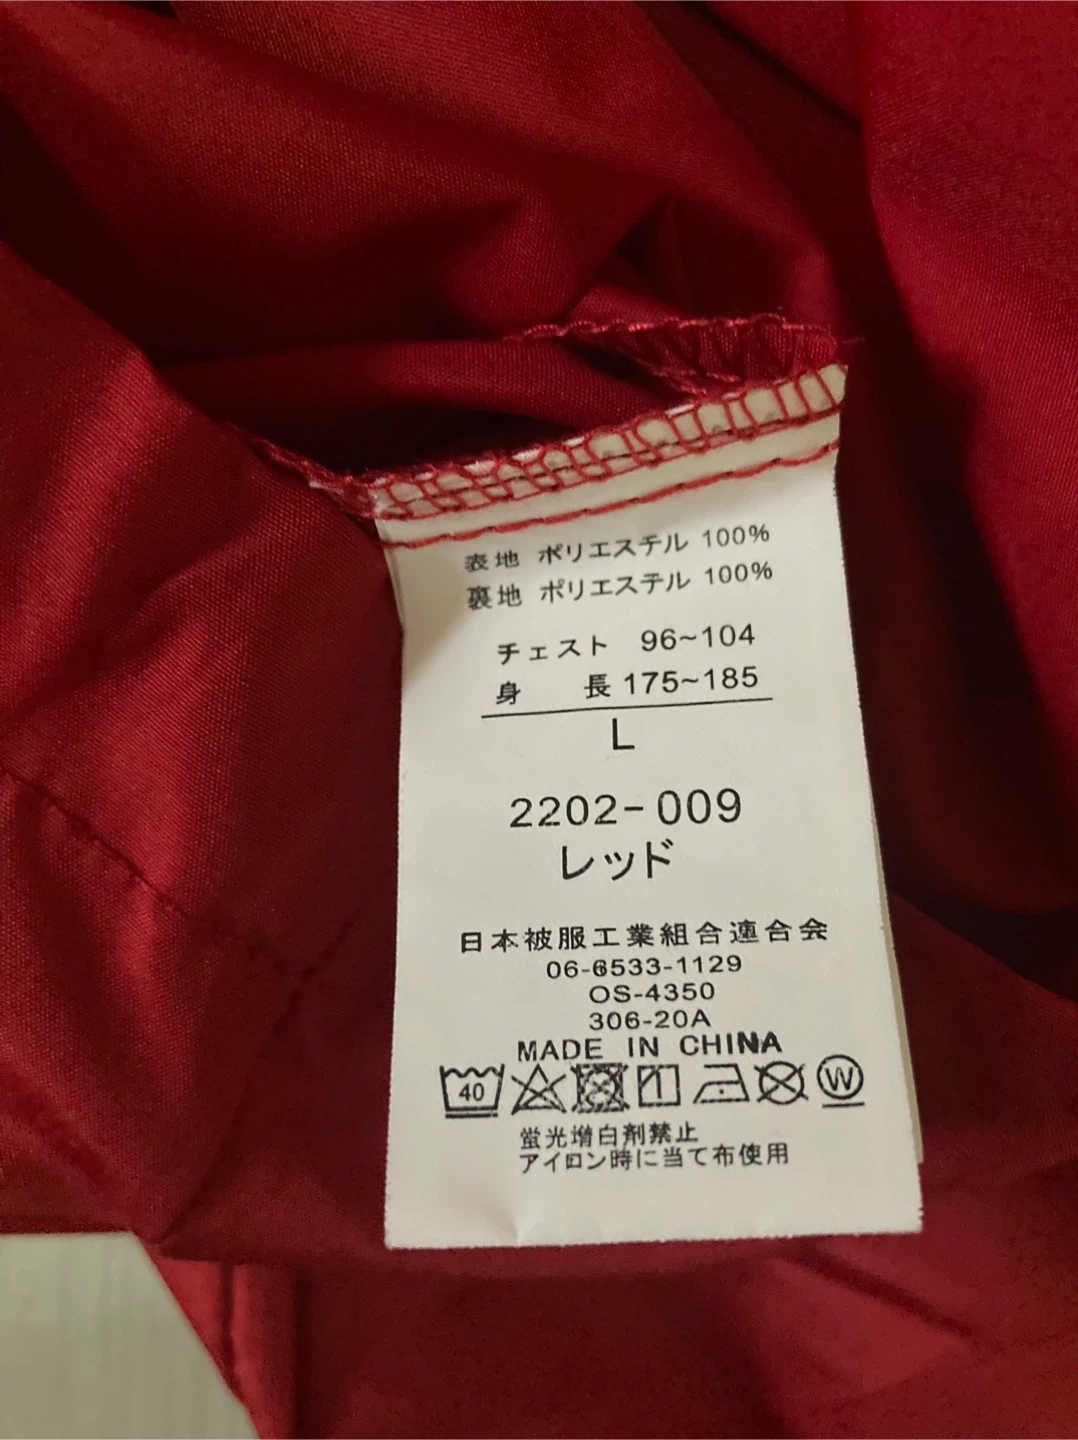 表地 ポリエステル 100%
裏地 ポリエステル 100%
チェスト 96~104
身 長 175~185
L
2202-009
レッド
日本被服工業組合連合会
06-6533-1129
OS-4350
306-20A
MADE IN CHINA
40 W
蛍光増白剤禁止
アイロン時に当て布使用